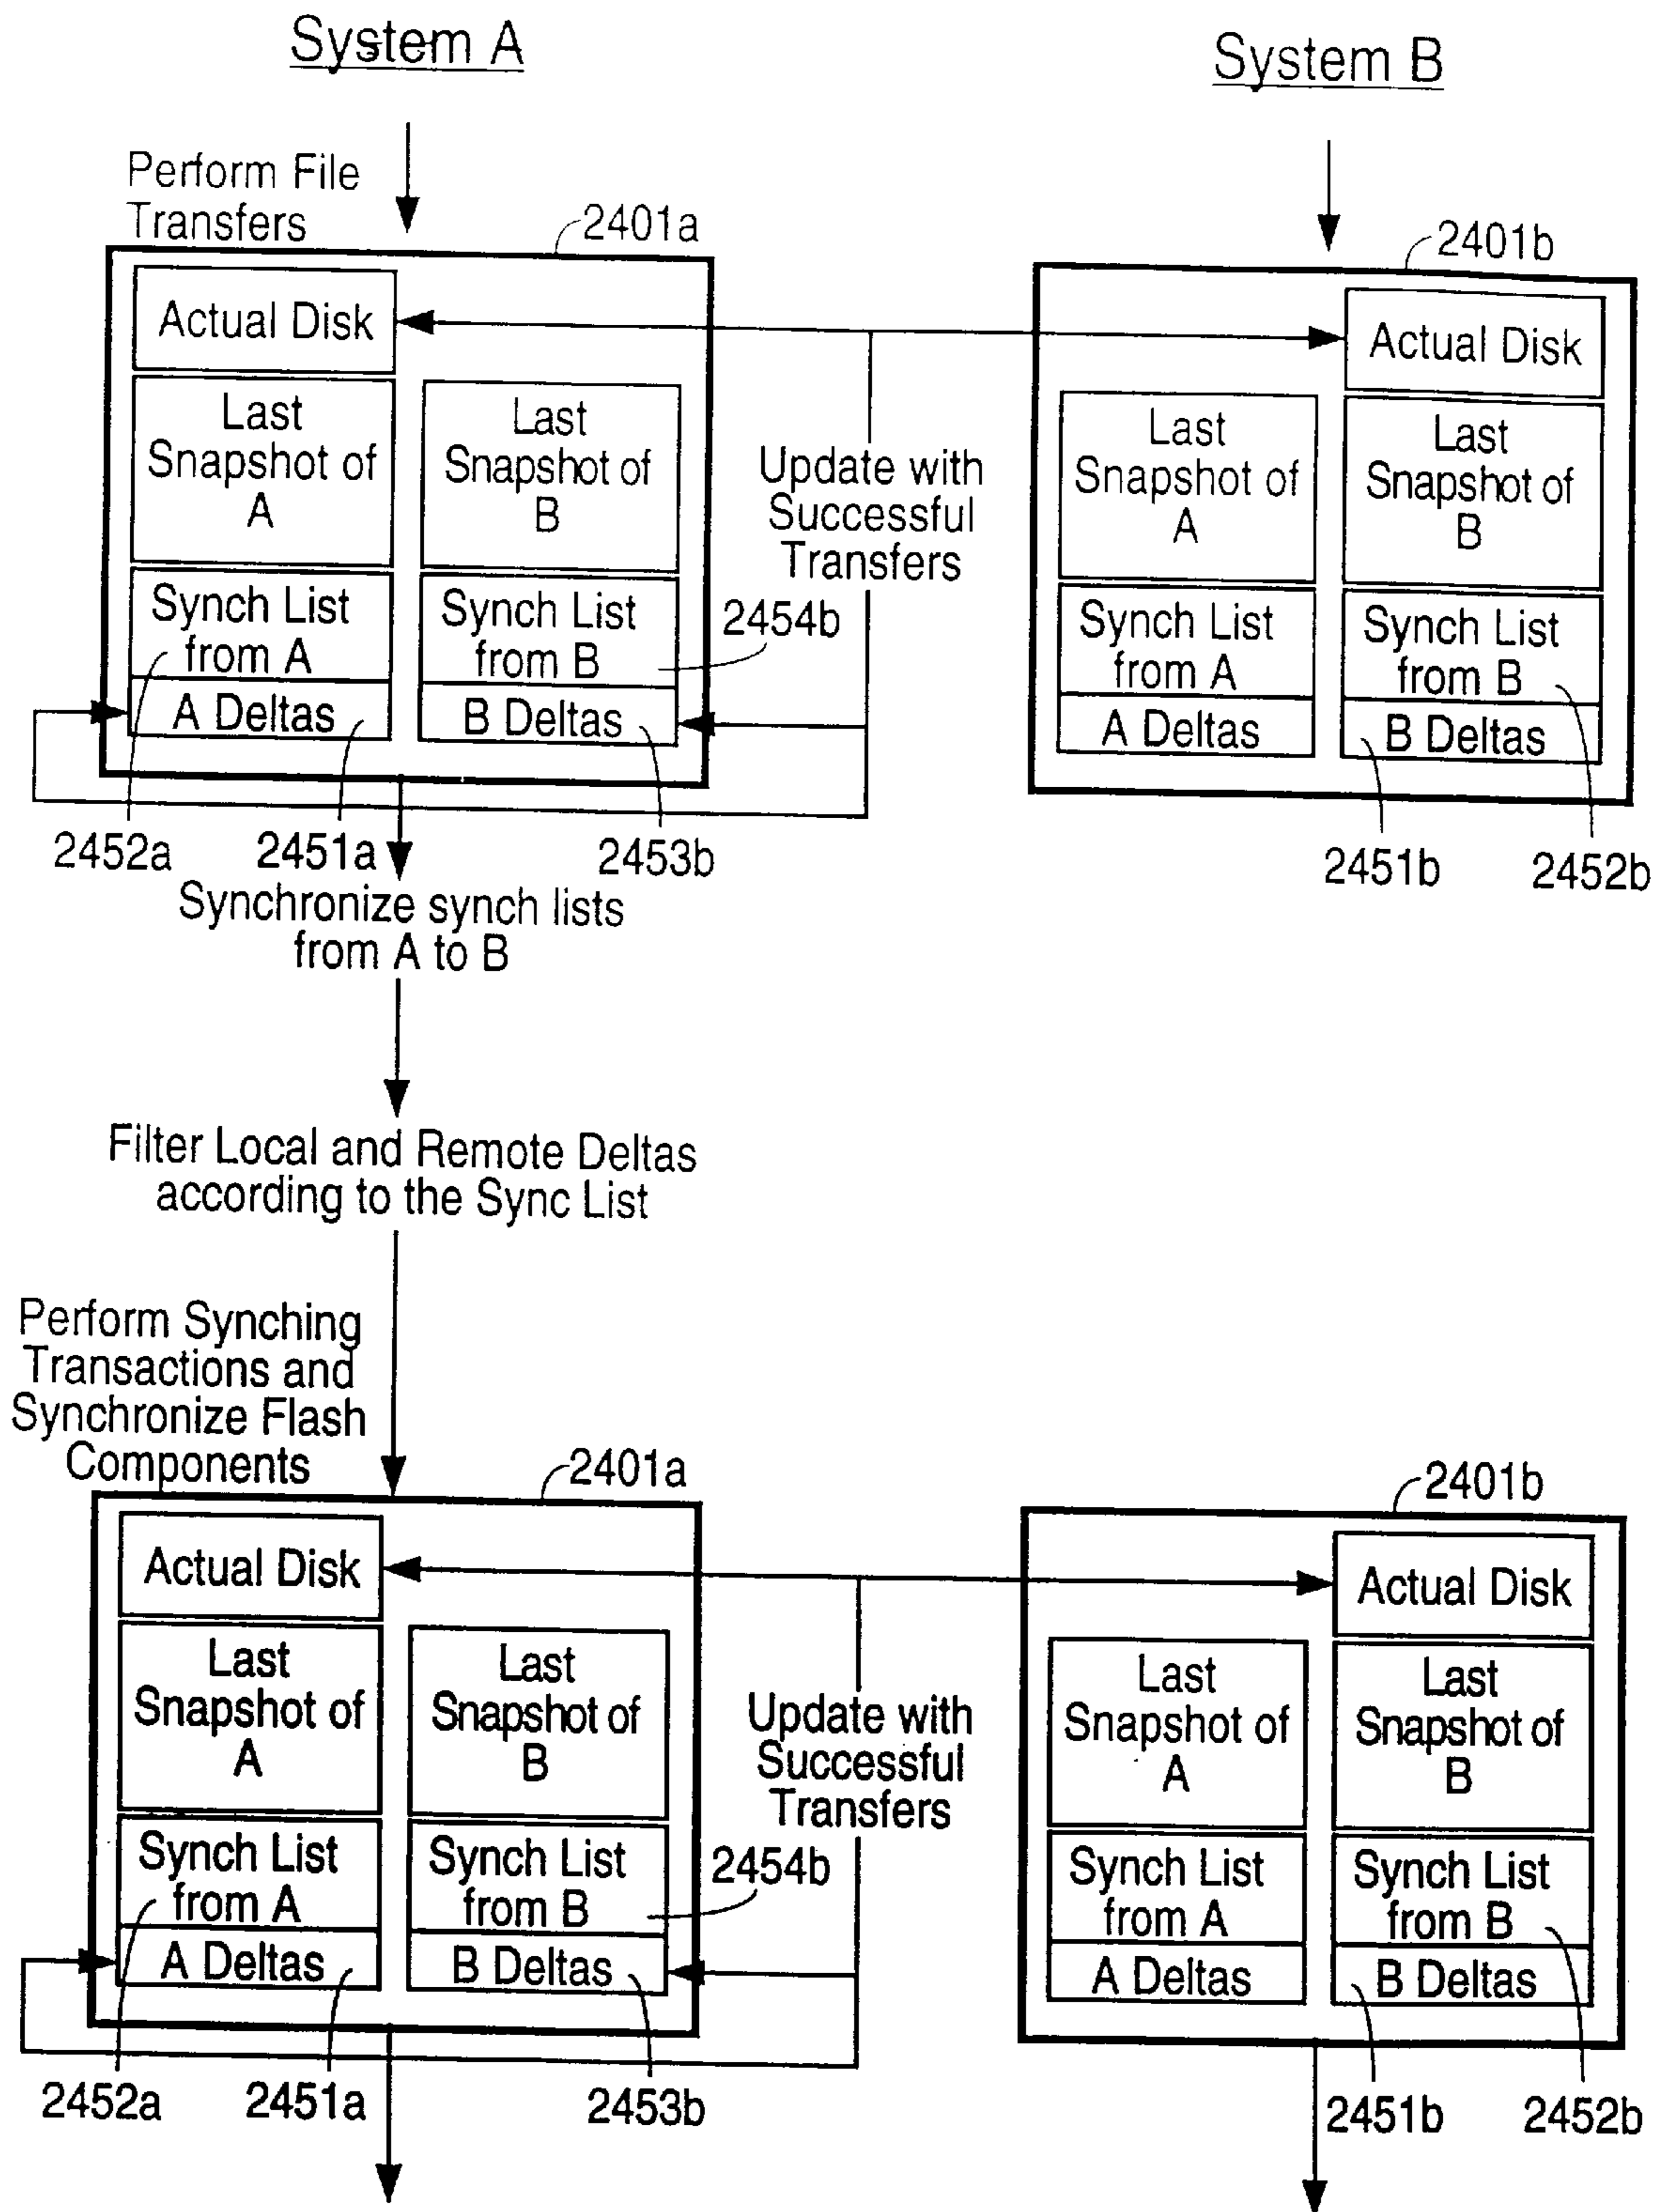 System A
System B
Perform File
Transfers
2401a
2401b
Actual Disk
Actual Disk
Last
Snapshot of
A
Last
Snapshot of
B
Update with
Successful
Transfers
Last
Snapshot of
A
Last
Snapshot of
B
Synch List
from A
Synch List
from B
2454b
Synch List
from A
Synch List
from B
A Deltas
B Deltas
A Deltas
B Deltas
2452a
2451a
2453b
2451b
2452b
Synchronize synch lists
from A to B
Filter Local and Remote Deltas
according to the Sync List
Perform Synching
Transactions and
Synchronize Flash
Components
2401a
2401b
Actual Disk
Actual Disk
Last
Snapshot of
A
Last
Snapshot of
B
Update with
Successful
Transfers
Last
Snapshot of
A
Last
Snapshot of
B
Synch List
from A
Synch List
from B
2454b
Synch List
from A
Synch List
from B
A Deltas
B Deltas
A Deltas
B Deltas
2452a
2451a
2453b
2451b
2452b